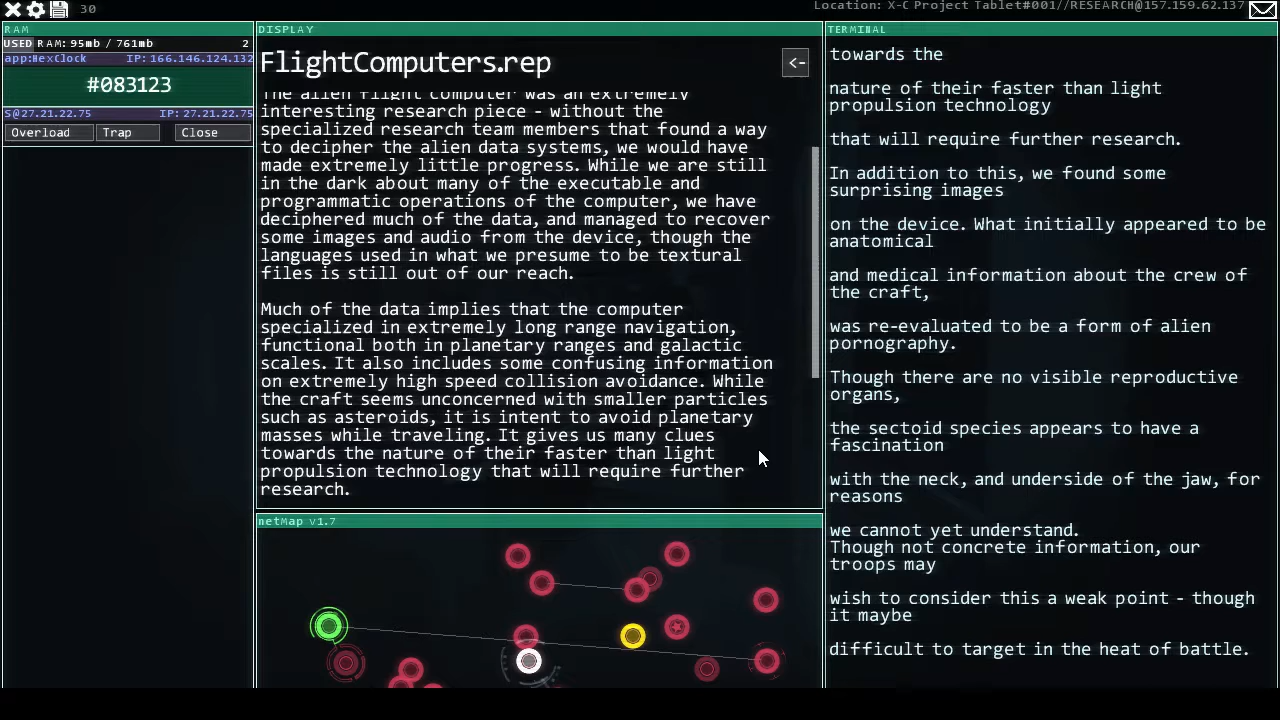 30
Location: X-C Project Tablet#001//RESEARCH@157.159.62.137
RAM
USED RAM: 95mb / 761mb 2
app:HexClock IP: 166.146.124.132
#083123
S@27.21.22.75 IP: 27.21.22.75
Overload Trap Close
DISPLAY
FlightComputers.rep
<-
The alien flight computer was an extremely
interesting research piece - without the
specialized research team members that found a way
to decipher the alien data systems, we would have
made extremely little progress. While we are still
in the dark about many of the executable and
programmatic operations of the computer, we have
deciphered much of the data, and managed to recover
some images and audio from the device, though the
languages used in what we presume to be textural
files is still out of our reach.
Much of the data implies that the computer
specialized in extremely long range navigation,
functional both in planetary ranges and galactic
scales. It also includes some confusing information
on extremely high speed collision avoidance. While
the craft seems unconcerned with smaller particles
such as asteroids, it is intent to avoid planetary
masses while traveling. It gives us many clues
towards the nature of their faster than light
propulsion technology that will require further
research.
netMap v1.7
TERMINAL
towards the
nature of their faster than light
propulsion technology
that will require further research.
In addition to this, we found some
surprising images
on the device. What initially appeared to be
anatomical
and medical information about the crew of
the craft,
was re-evaluated to be a form of alien
pornography.
Though there are no visible reproductive
organs,
the sectoid species appears to have a
fascination
with the neck, and underside of the jaw, for
reasons
we cannot yet understand.
Though not concrete information, our
troops may
wish to consider this a weak point - though
it maybe
difficult to target in the heat of battle.